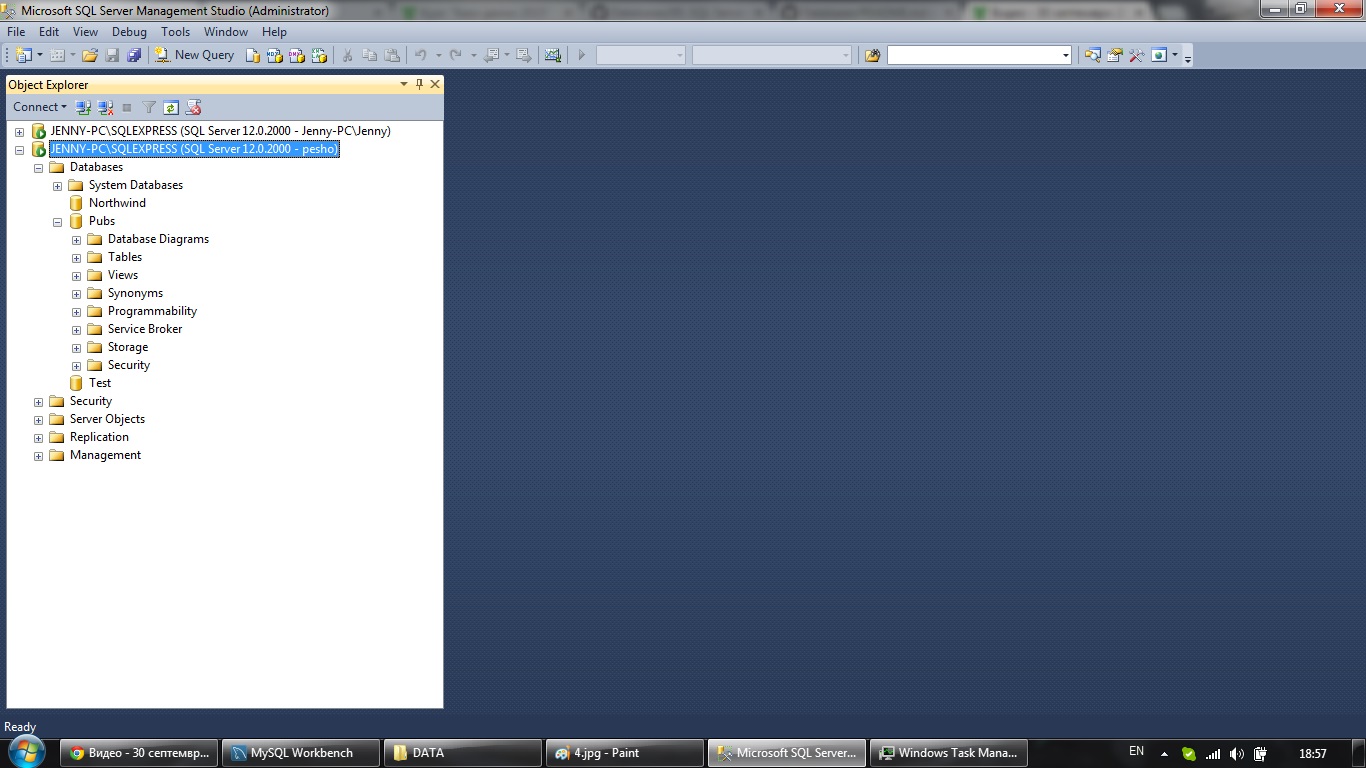 Microsoft SQL Server Management Studio (Administrator)
File Edit View Debug Tools Window Help
New Query
Object Explorer
Connect
JENNY-PC\SQLEXPRESS (SQL Server 12.0.2000 - Jenny-PC\Jenny)
JENNY-PC\SQLEXPRESS (SQL Server 12.0.2000 - pesho)
Databases
System Databases
Northwind
Pubs
Database Diagrams
Tables
Views
Synonyms
Programmability
Service Broker
Storage
Security
Test
Security
Server Objects
Replication
Management
Ready
Видео - 30 септемвр... MySQL Workbench DATA 4.jpg - Paint Microsoft SQL Server... Windows Task Mana... EN 18:57